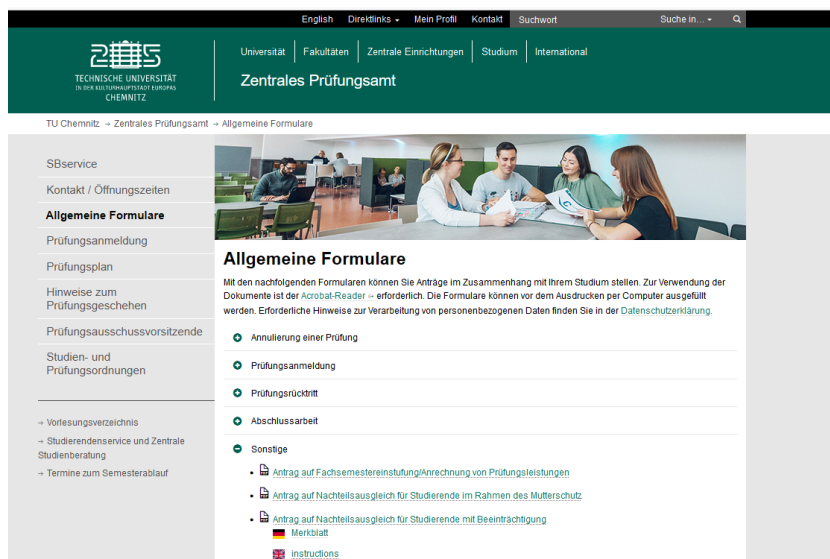 English Direktlinks Mein Profil Kontakt Suchwort Suche in...
TECHNISCHE UNIVERSITÄT
IN DER KULTURHAUPTSTADT EUROPAS
CHEMNITZ
Universität Fakultäten Zentrale Einrichtungen Studium International
Zentrales Prüfungsamt
TU Chemnitz → Zentrales Prüfungsamt → Allgemeine Formulare
SBservice
Kontakt / Öffnungszeiten
Allgemeine Formulare
Prüfungsanmeldung
Prüfungsplan
Hinweise zum
Prüfungsgeschehen
Prüfungsausschussvorsitzende
Studien- und
Prüfungsordnungen
→ Vorlesungsverzeichnis
→ Studierendenservice und Zentrale
Studienberatung
→ Termine zum Semesterablauf
Allgemeine Formulare
Mit den nachfolgenden Formularen können Sie Anträge im Zusammenhang mit Ihrem Studium stellen. Zur Verwendung der
Dokumente ist der Acrobat-Reader erforderlich. Die Formulare können vor dem Ausdrucken per Computer ausgefüllt
werden. Erforderliche Hinweise zur Verarbeitung von personenbezogenen Daten finden Sie in der Datenschutzerklärung.
Annulierung einer Prüfung
Prüfungsanmeldung
Prüfungsrücktritt
Abschlussarbeit
Sonstige
• Antrag auf Fachsemestereinstufung/Anrechnung von Prüfungsleistungen
• Antrag auf Nachteilsausgleich für Studierende im Rahmen des Mutterschutz
• Antrag auf Nachteilsausgleich für Studierende mit Beeinträchtigung
Merkblatt
instructions